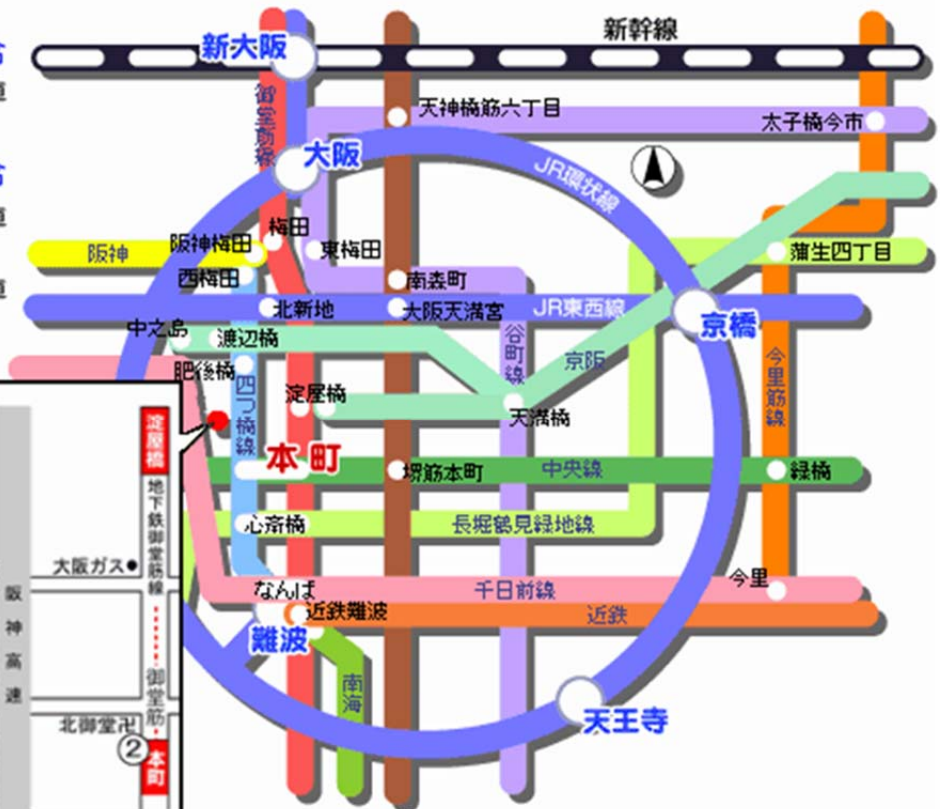 新幹線
新大阪
御堂筋線
天神橋筋六丁目
太子橋今市
大阪
JR環状線
梅田
阪神梅田
東梅田
阪神
蒲生四丁目
西梅田
南森町
北新地
大阪天満宮
JR東西線
京橋
中之島
渡辺橋
谷町線
京阪
今里筋線
肥後橋
四つ橋線
淀屋橋
天満橋
本町
堺筋本町
中央線
緑橋
心斎橋
長堀鶴見緑地線
なんば
千日前線
今里
近鉄難波
近鉄
難波
南海
天王寺
淀屋橋
地下鉄御堂筋線
大阪ガス
阪神高速
御堂筋
北御堂卍
②
本町